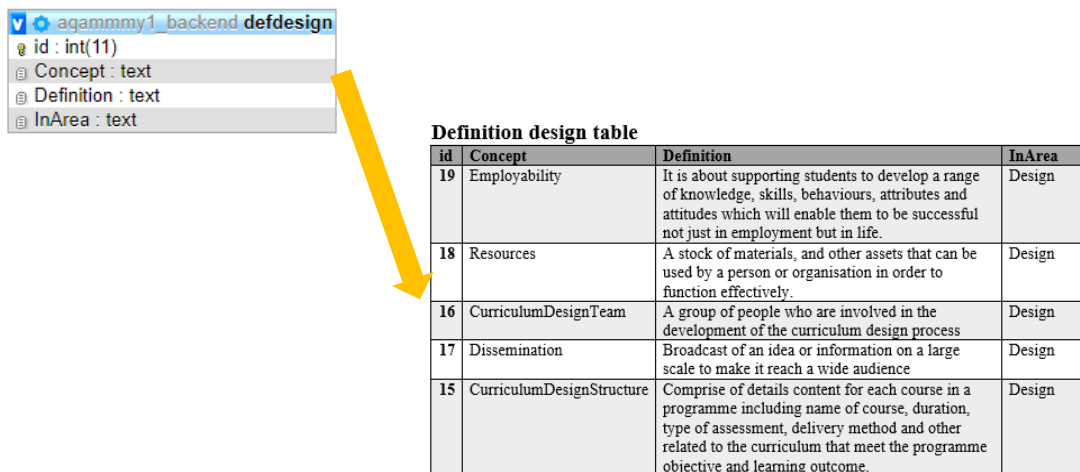 v aqammmy1_backend defdesign
id : int(11)
Concept : text
Definition : text
InArea : text
Definition design table
id Concept Definition InArea
19 Employability It is about supporting students to develop a range Design
of knowledge, skills, behaviours, attributes and
attitudes which will enable them to be successful
not just in employment but in life.
18 Resources A stock of materials, and other assets that can be Design
used by a person or organisation in order to
function effectively.
16 CurriculumDesignTeam A group of people who are involved in the Design
development of the curriculum design process
17 Dissemination Broadcast of an idea or information on a large Design
scale to make it reach a wide audience
15 CurriculumDesignStructure Comprise of details content for each course in a Design
programme including name of course, duration,
type of assessment, delivery method and other
related to the curriculum that meet the programme
objective and learning outcome.